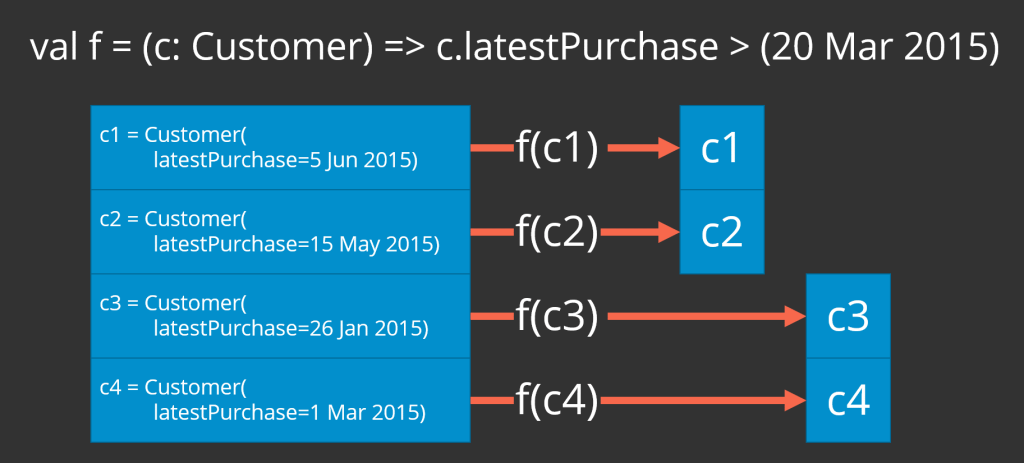 val f = (c: Customer) => c.latestPurchase > (20 Mar 2015)
c1 = Customer(
latestPurchase=5 Jun 2015)
f(c1)
c1
c2 = Customer(
latestPurchase=15 May 2015)
f(c2)
c2
c3 = Customer(
latestPurchase=26 Jan 2015)
f(c3)
c3
c4 = Customer(
latestPurchase=1 Mar 2015)
f(c4)
c4